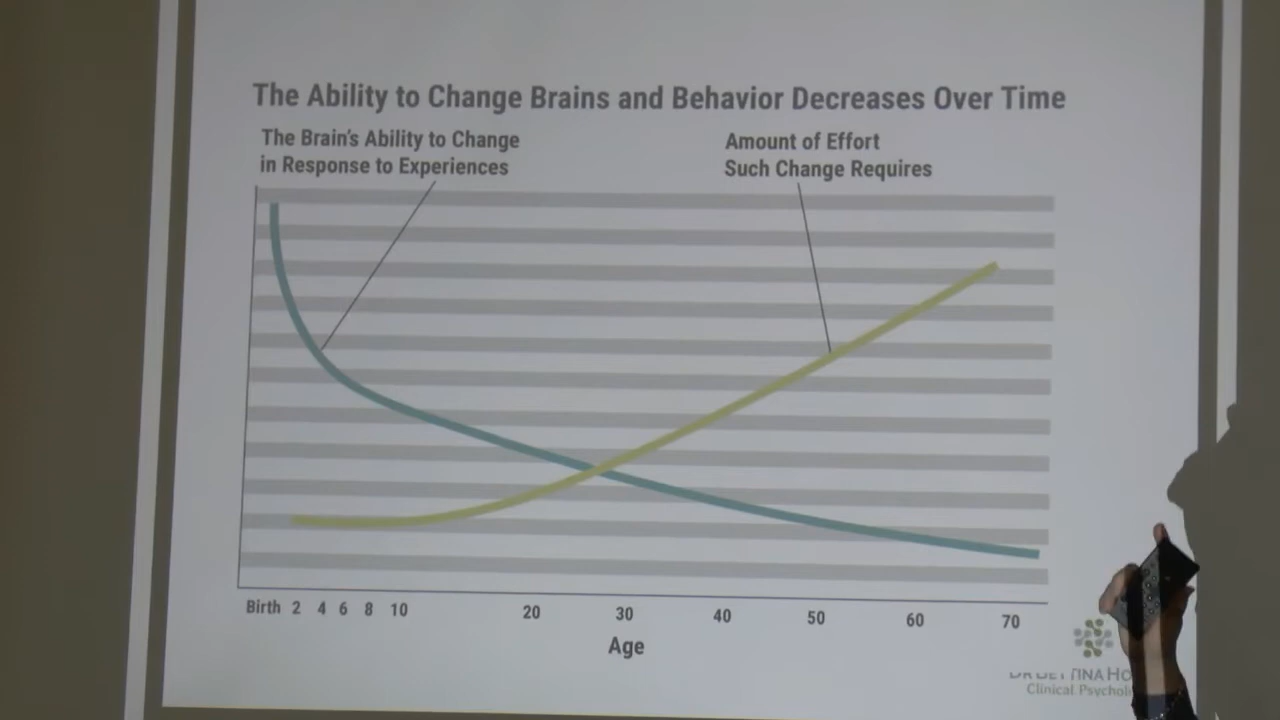 The Ability to Change Brains and Behavior Decreases Over Time
The Brain's Ability to Change
in Response to Experiences
Amount of Effort
Such Change Requires
Birth 2 4 6 8 10 20 30 40 50 60 70
Age
Clinical